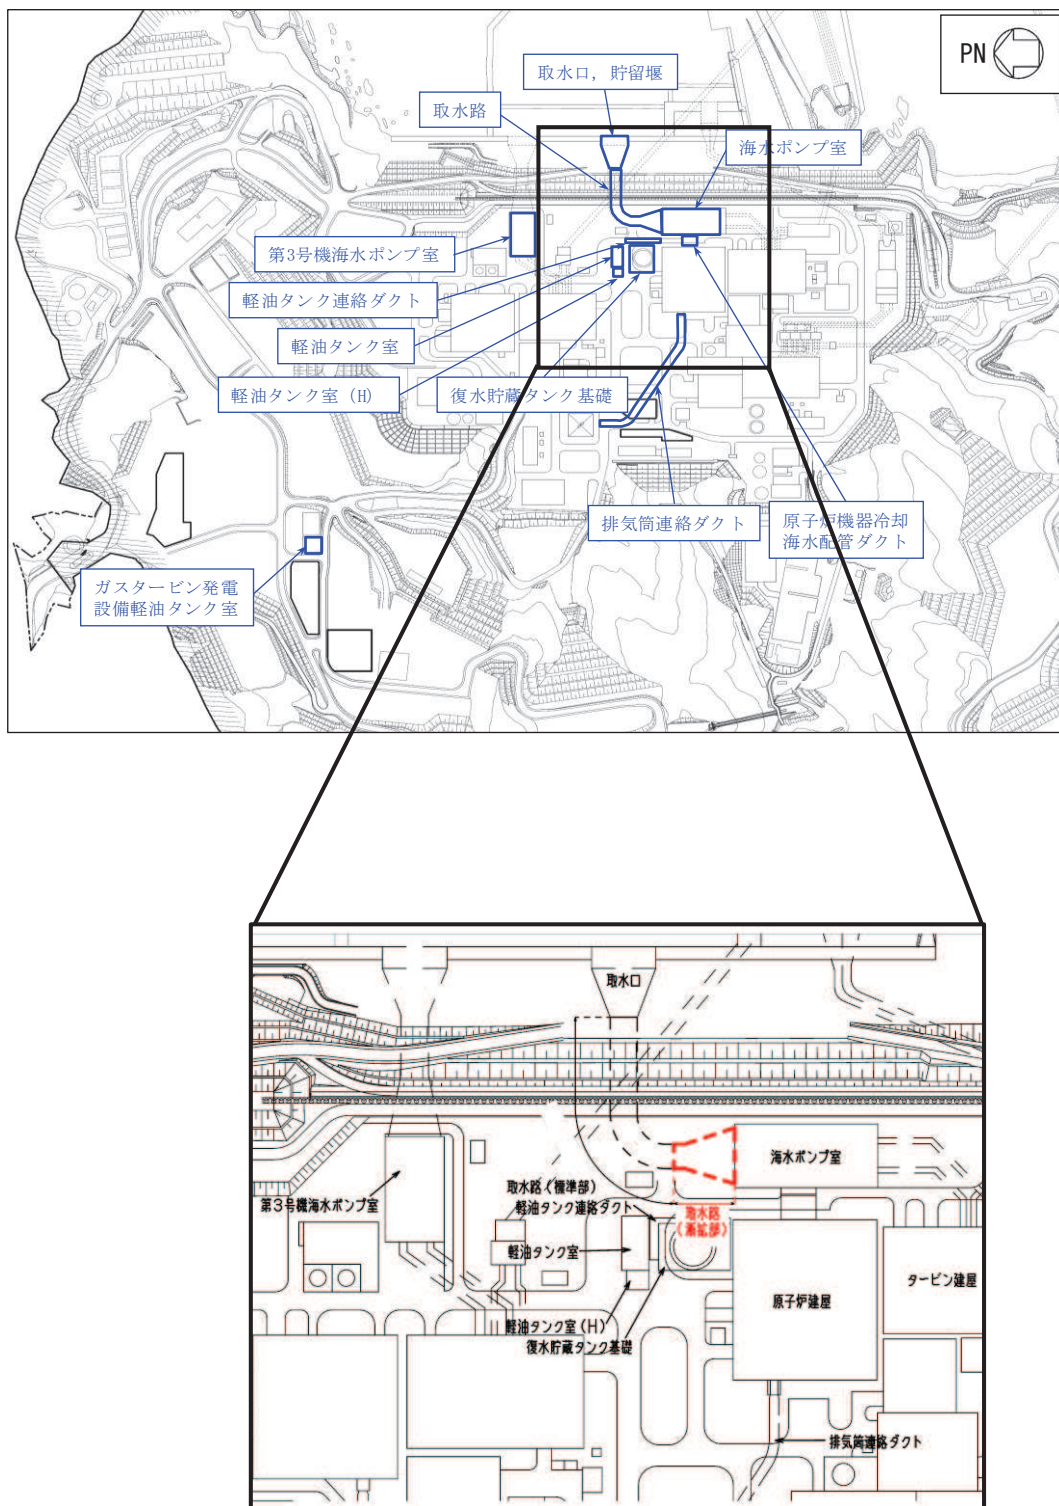 PN
取水口，貯留堰
取水路
海水ポンプ室
第3号機海水ポンプ室
軽油タンク連絡ダクト
軽油タンク室
軽油タンク室（H）
復水貯蔵タンク基礎
排気筒連絡ダクト
原子炉機器冷却
海水配管ダクト
ガスタービン発電
設備軽油タンク室
取水口
海水ポンプ室
第３号機海水ポンプ室
取水路（標準部）
軽油タンク連絡ダクト
取水路
（漸拡部）
軽油タンク室
タービン建屋
原子炉建屋
軽油タンク室（H）
復水貯蔵タンク基礎
排気筒連絡ダクト